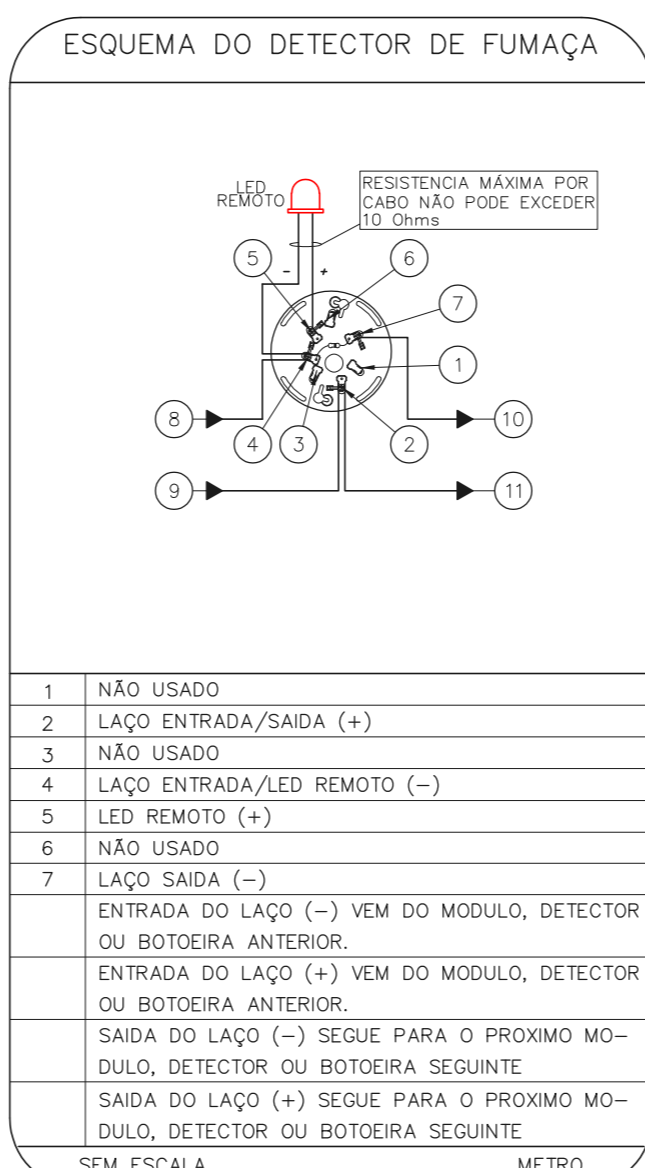 ESQUEMA DO DETECTOR DE FUMAÇA
LED
REMOTO
RESISTENCIA MÁXIMA POR
CABO NÃO PODE EXCEDER
10 Ohms
5
- +
6
7
1
8
4
3
2
10
9
11
1 NÃO USADO
2 LAÇO ENTRADA/SAIDA (+)
3 NÃO USADO
4 LAÇO ENTRADA/LED REMOTO (-)
5 LED REMOTO (+)
6 NÃO USADO
7 LAÇO SAIDA (-)
ENTRADA DO LAÇO (-) VEM DO MODULO, DETECTOR
OU BOTOEIRA ANTERIOR.
ENTRADA DO LAÇO (+) VEM DO MODULO, DETECTOR
OU BOTOEIRA ANTERIOR.
SAIDA DO LAÇO (-) SEGUE PARA O PROXIMO MO-
DULO, DETECTOR OU BOTOEIRA SEGUINTE
SAIDA DO LAÇO (+) SEGUE PARA O PROXIMO MO-
DULO, DETECTOR OU BOTOEIRA SEGUINTE
SEM ESCALA METRO